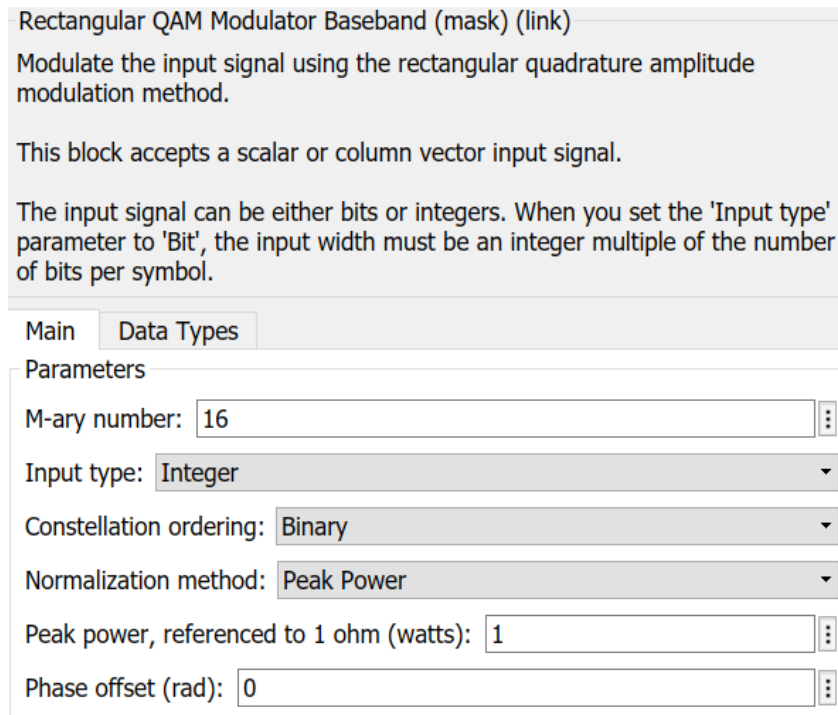 Rectangular QAM Modulator Baseband (mask) (link)
Modulate the input signal using the rectangular quadrature amplitude
modulation method.
This block accepts a scalar or column vector input signal.
The input signal can be either bits or integers. When you set the 'Input type'
parameter to 'Bit', the input width must be an integer multiple of the number
of bits per symbol.
Main Data Types
Parameters
M-ary number: 16
Input type: Integer
Constellation ordering: Binary
Normalization method: Peak Power
Peak power, referenced to 1 ohm (watts): 1
Phase offset (rad): 0